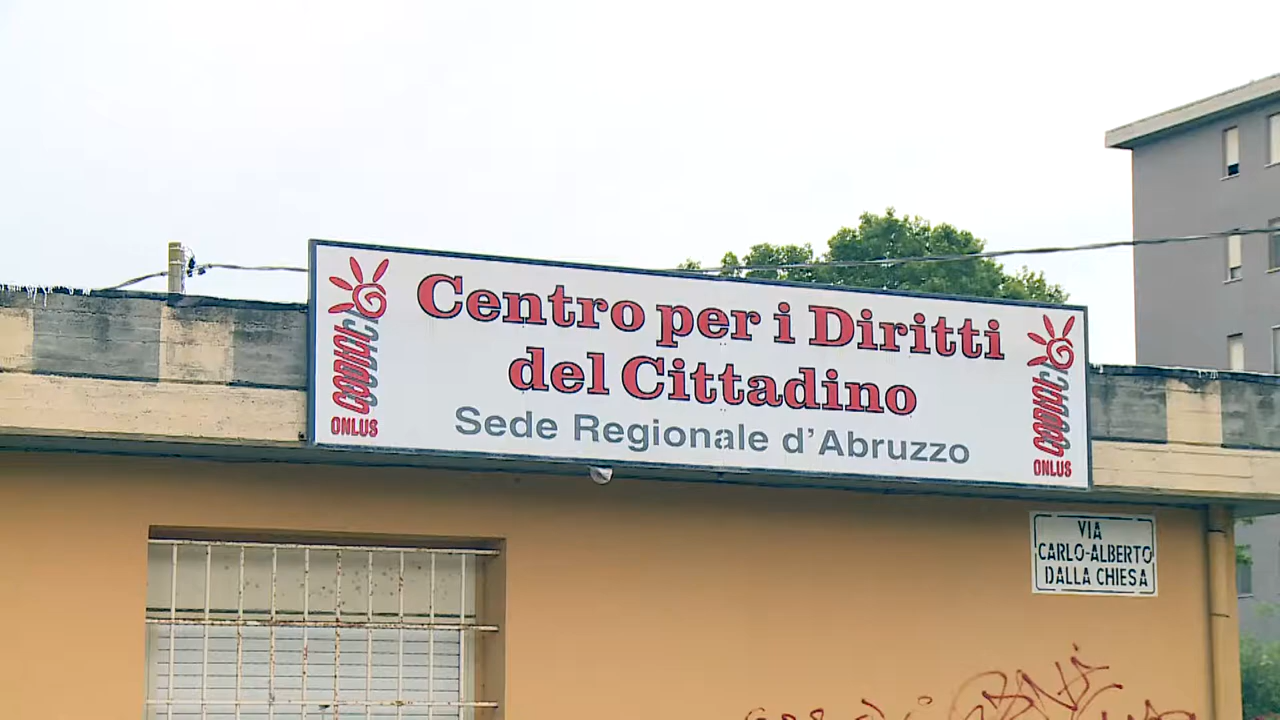 CODICI
ONLUS
Centro per i Diritti
del Cittadino
Sede Regionale d'Abruzzo
CODICI
ONLUS
VIA
CARLO-ALBERTO
DALLA CHIESA